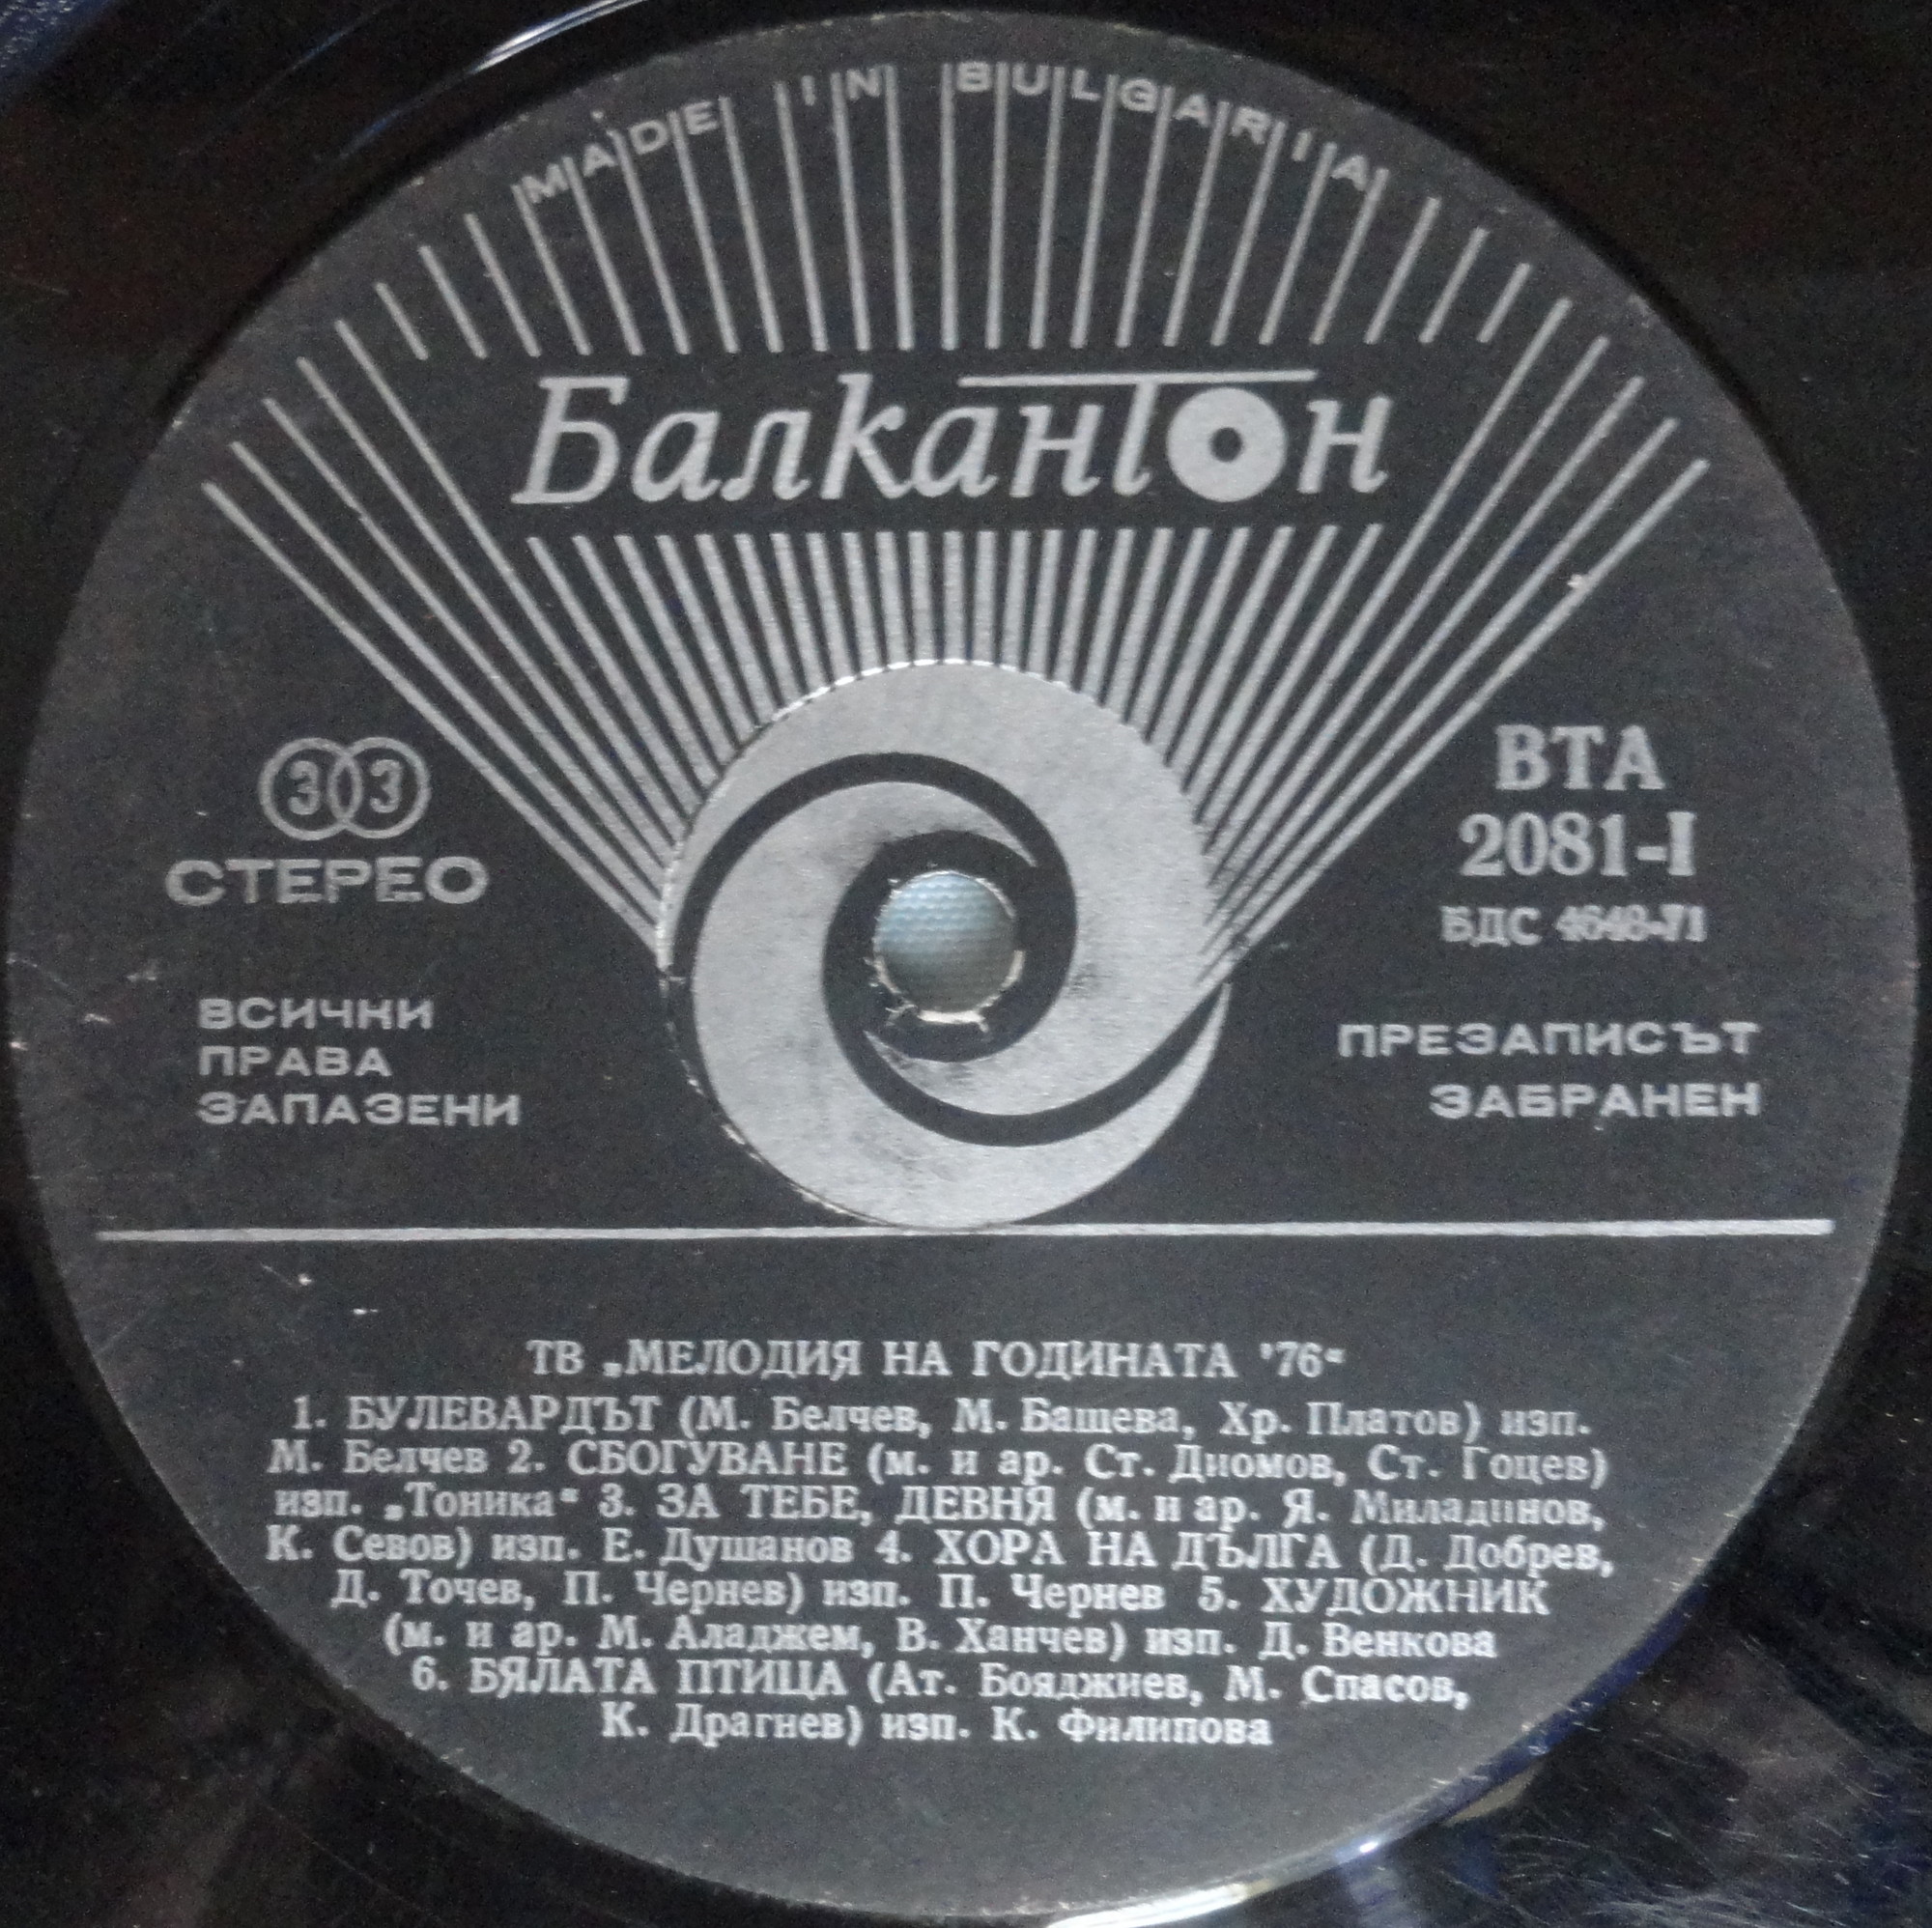 MADE IN BULGARIA
Балкантон
33
СТЕРЕО
ВТА
2081-I
БДС 4648-71
ВСИЧКИ
ПРАВА
ЗАПАЗЕНИ
ПРЕЗАПИСЪТ
ЗАБРАНЕН
ТВ „МЕЛОДИЯ НА ГОДИНАТА '76“
1. БУЛЕВАРДЪТ (М. Белчев, М. Башева, Хр. Платов) изп.
М. Белчев 2. СБОГУВАНЕ (м. и ар. Ст. Диомов, Ст. Гоцев)
изп. „Тоника“ 3. ЗА ТЕБЕ, ДЕВНЯ (м. и ар. Я. Миладинов,
К. Севов) изп. Е. Душанов 4. ХОРА НА ДЪЛГА (Д. Добрев,
Д. Точев, П. Чернев) изп. П. Чернев 5. ХУДОЖНИК
(м. и ар. М. Аладжем, В. Ханчев) изп. Д. Венкова
6. БЯЛАТА ПТИЦА (Ат. Бояджиев, М. Спасов,
К. Драгнев) изп. К. Филипова